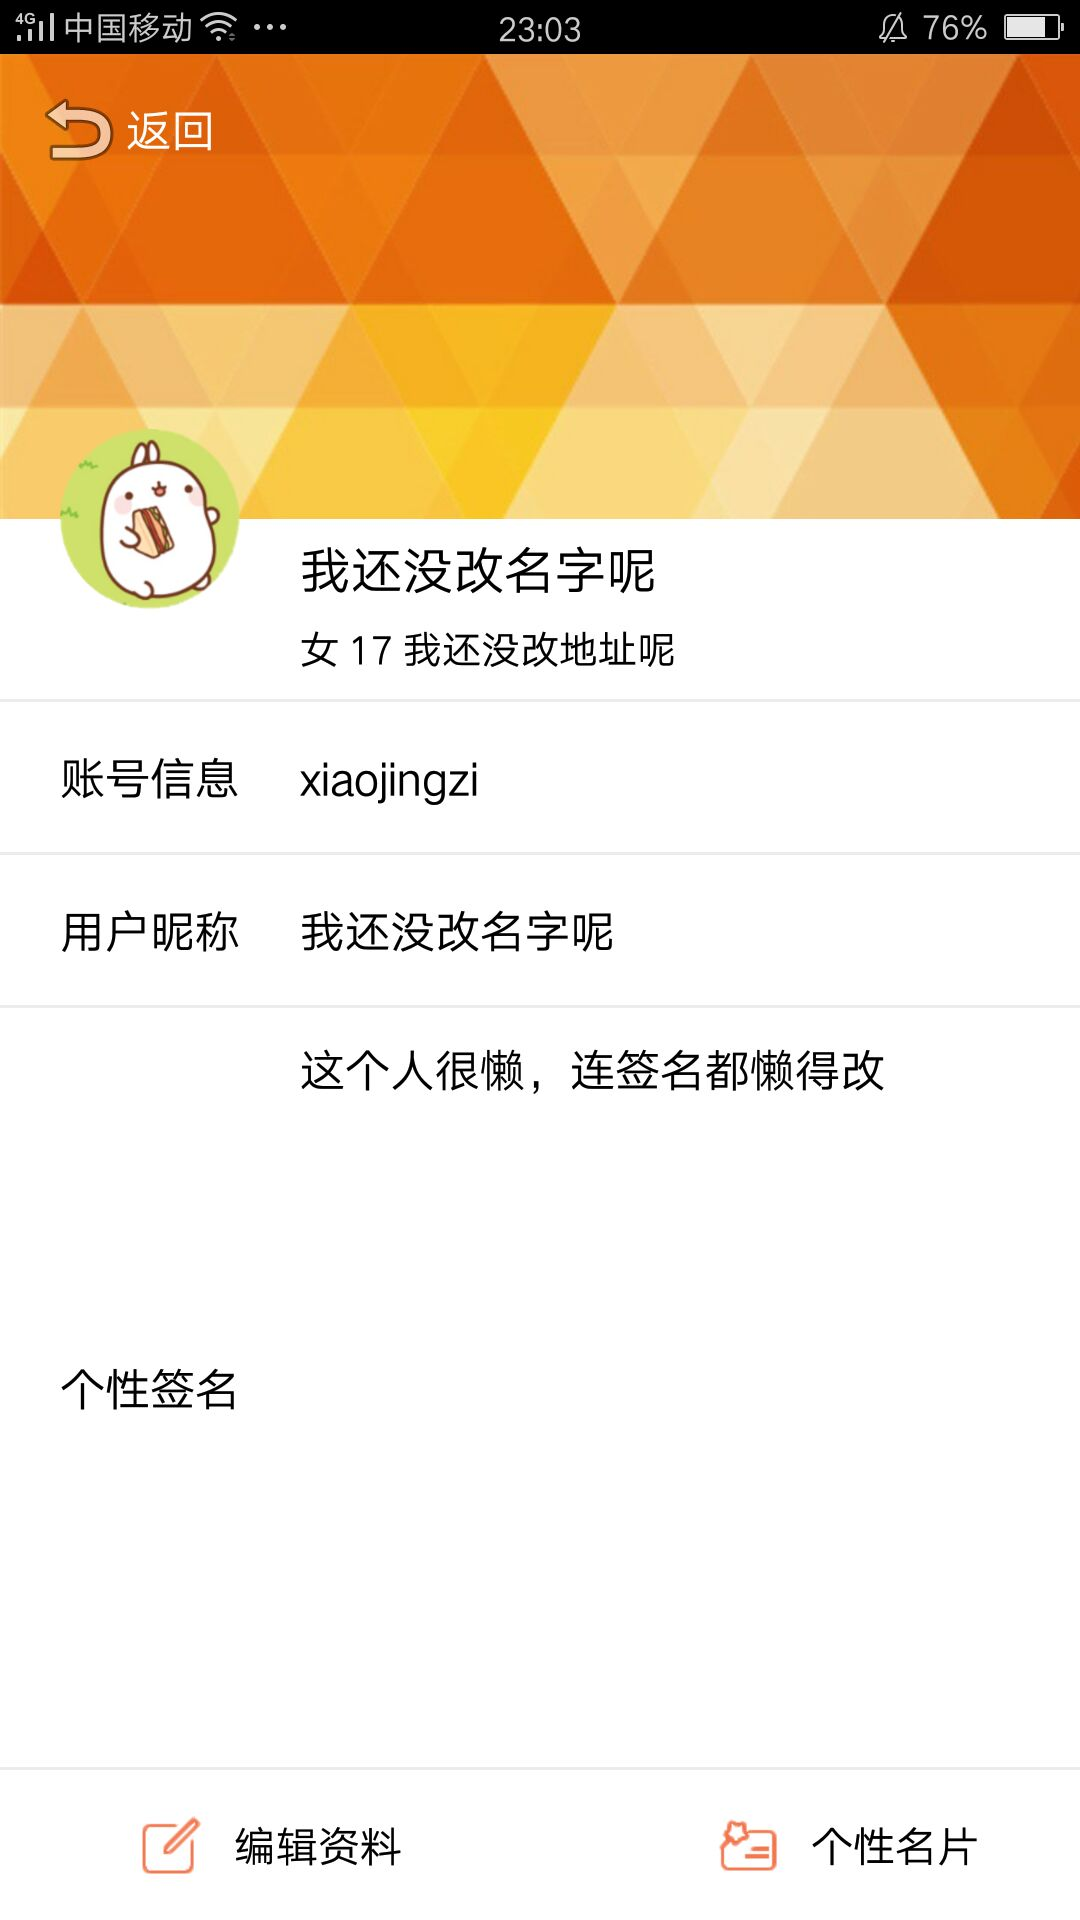 4G 中国移动 ··· 23:03 76%
返回
我还没改名字呢
女 17 我还没改地址呢
账号信息 xiaojingzi
用户昵称 我还没改名字呢
这个人很懒，连签名都懒得改
个性签名
编辑资料 个性名片